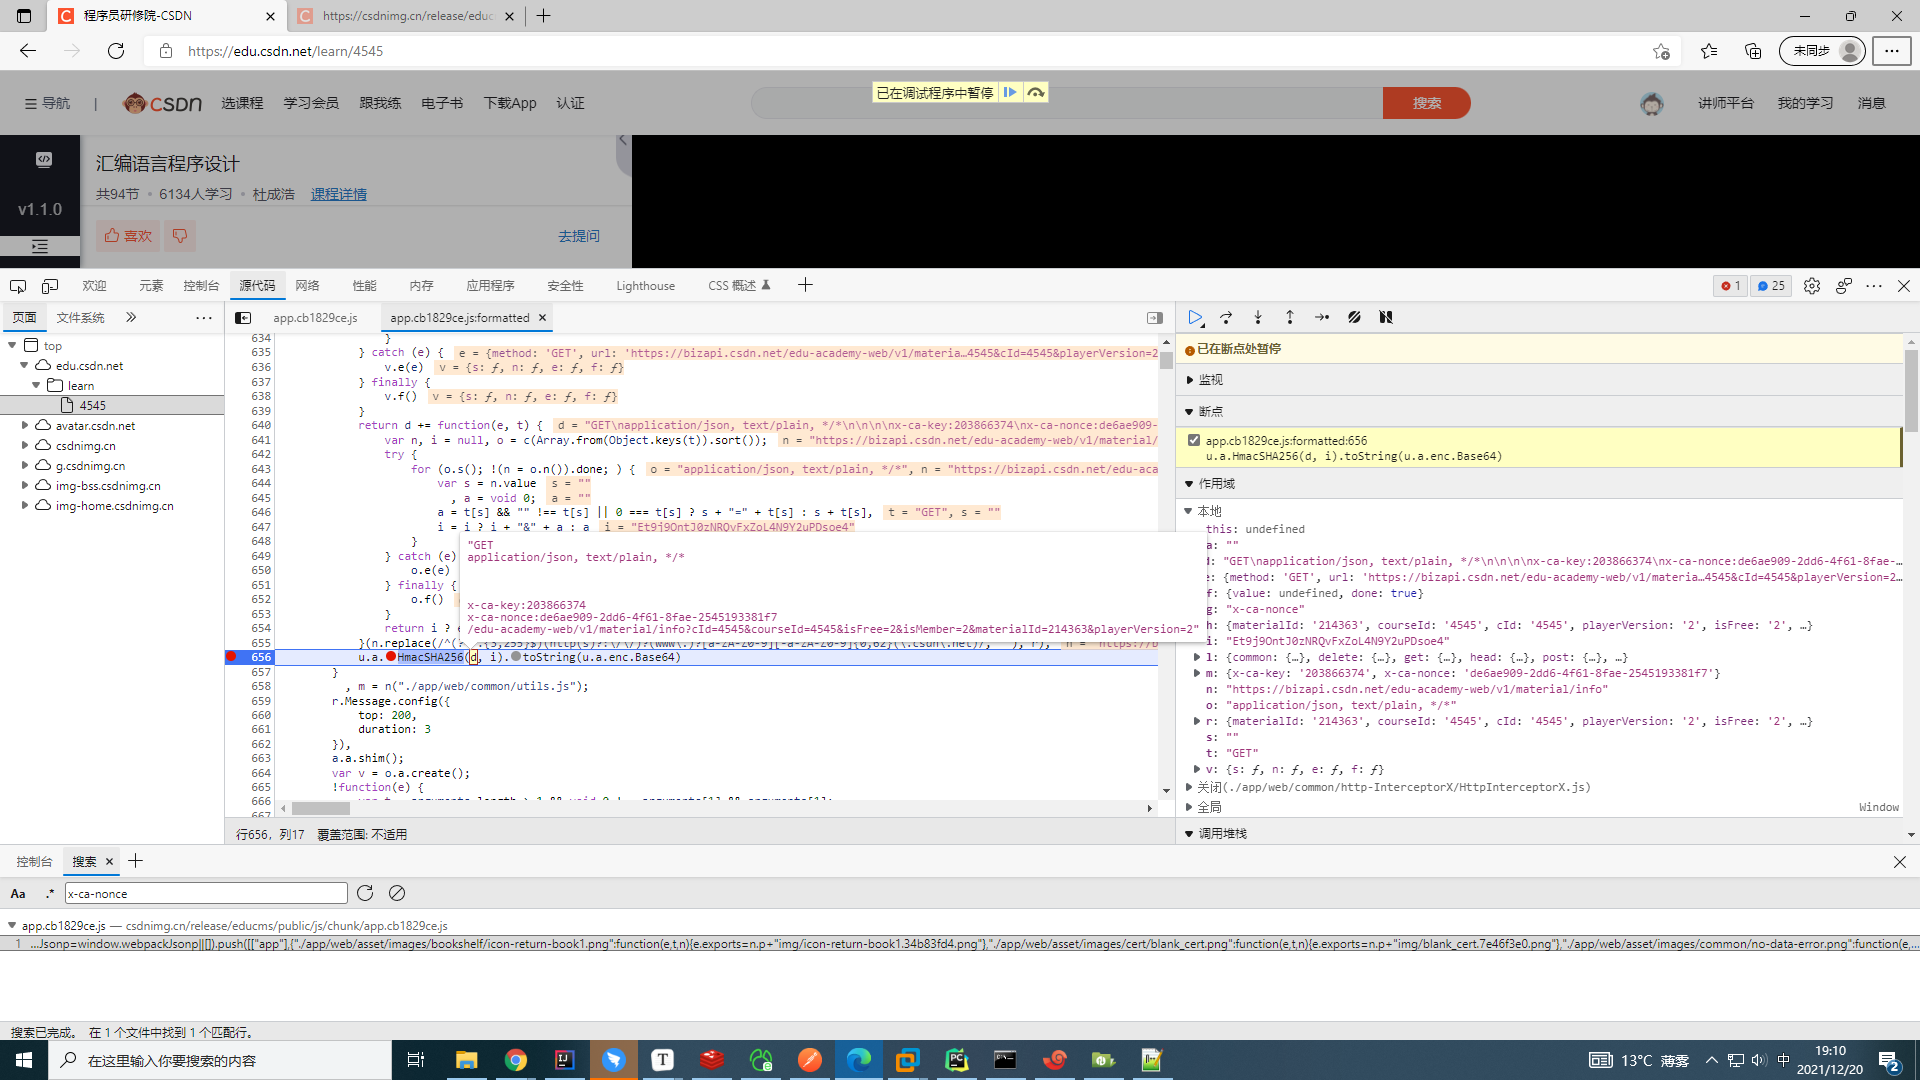 程序员研修院-CSDN
https://csdnimg.cn/release/educ
https://edu.csdn.net/learn/4545
未同步
导航
|
CSDN
选课程
学习会员
跟我练
电子书
下载App
认证
已在调试程序中暂停
搜索
讲师平台
我的学习
消息
v1.1.0
汇编语言程序设计
共94节 • 6134人学习 • 杜成浩 课程详情
喜欢
去提问
欢迎
元素
控制台
源代码
网络
性能
内存
应用程序
安全性
Lighthouse
CSS 概述
1
25
页面
文件系统
app.cb1829ce.js
app.cb1829ce.js:formatted
top
edu.csdn.net
learn
4545
avatar.csdn.net
csdnimg.cn
g.csdnimg.cn
img-bss.csdnimg.cn
img-home.csdnimg.cn
634 }
635 } catch (e) { e = {method: 'GET', url: 'https://bizapi.csdn.net/edu-academy-web/v1/materia…4545&cId=4545&playerVersion=2
636 v.e(e) v = {s: ƒ, n: ƒ, e: ƒ, f: ƒ}
637 } finally {
638 v.f() v = {s: ƒ, n: ƒ, e: ƒ, f: ƒ}
639 }
640 return d += function(e, t) { d = "GET\napplication/json, text/plain, */*\n\n\n\nx-ca-key:203866374\nx-ca-nonce:de6ae909-
641 var n, i = null, o = c(Array.from(Object.keys(t)).sort()); n = "https://bizapi.csdn.net/edu-academy-web/v1/material/
642 try {
643 for (o.s(); !(n = o.n()).done; ) { o = "application/json, text/plain, */*", n = "https://bizapi.csdn.net/edu-aca
644 var s = n.value s = ""
645 , a = void 0; a = ""
646 a = t[s] && "" !== t[s] || 0 === t[s] ? s + "=" + t[s] : s + t[s], t = "GET", s = ""
647 i = i ? i + "&" + a : a i = "Et9j9OntJ0zNRQvFxZoL4N9Y2uPDsoe4"
648 }
649 } catch (e)
650 o.e(e)
651 } finally {
652 o.f()
653 }
654 return i ? e
655
656 u.a.HmacSHA256(d, i).toString(u.a.enc.Base64)
657 }
658 , m = n("./app/web/common/utils.js");
659 r.Message.config({
660 top: 200,
661 duration: 3
662 }),
663 a.a.shim();
664 var v = o.a.create();
665 !function(e) {
666
667
"GET
application/json, text/plain, */*
x-ca-key:203866374
x-ca-nonce:de6ae909-2dd6-4f61-8fae-2545193381f7
/edu-academy-web/v1/material/info?cId=4545&courseId=4545&isFree=2&isMember=2&materialId=214363&playerVersion=2"
行656，列17 覆盖范围: 不适用
已在断点处暂停
监视
断点
app.cb1829ce.js:formatted:656
u.a.HmacSHA256(d, i).toString(u.a.enc.Base64)
作用域
本地
this: undefined
a: ""
d: "GET\napplication/json, text/plain, */*\n\n\n\nx-ca-key:203866374\nx-ca-nonce:de6ae909-2dd6-4f61-8fae-…
e: {method: 'GET', url: 'https://bizapi.csdn.net/edu-academy-web/v1/materia…4545&cId=4545&playerVersion=2…
f: {value: undefined, done: true}
g: "x-ca-nonce"
h: {materialId: '214363', courseId: '4545', cId: '4545', playerVersion: '2', isFree: '2', …}
i: "Et9j9OntJ0zNRQvFxZoL4N9Y2uPDsoe4"
l: {common: {…}, delete: {…}, get: {…}, head: {…}, post: {…}, …}
m: {x-ca-key: '203866374', x-ca-nonce: 'de6ae909-2dd6-4f61-8fae-2545193381f7'}
n: "https://bizapi.csdn.net/edu-academy-web/v1/material/info"
o: "application/json, text/plain, */*"
r: {materialId: '214363', courseId: '4545', cId: '4545', playerVersion: '2', isFree: '2', …}
s: ""
t: "GET"
v: {s: ƒ, n: ƒ, e: ƒ, f: ƒ}
关闭(./app/web/common/http-InterceptorX/HttpInterceptorX.js)
全局 Window
调用堆栈
控制台
搜索
Aa
.*
x-ca-nonce
app.cb1829ce.js — csdnimg.cn/release/educms/public/js/chunk/app.cb1829ce.js
1 …Jsonp=window.webpackJsonp||[]).push([["app"],{"./app/web/asset/images/bookshelf/icon-return-book1.png":function(e,t,n){e.exports=n.p+"img/icon-return-book1.34b83fd4.png"},"./app/web/asset/images/cert/blank_cert.png":function(e,t,n){e.exports=n.p+"img/blank_cert.7e46f3e0.png"},"./app/web/asset/images/common/no-data-error.png":function(e,…
搜索已完成。 在 1 个文件中找到 1 个匹配行。
在这里输入你要搜索的内容
13°C 薄雾
中
19:10
2021/12/20
2